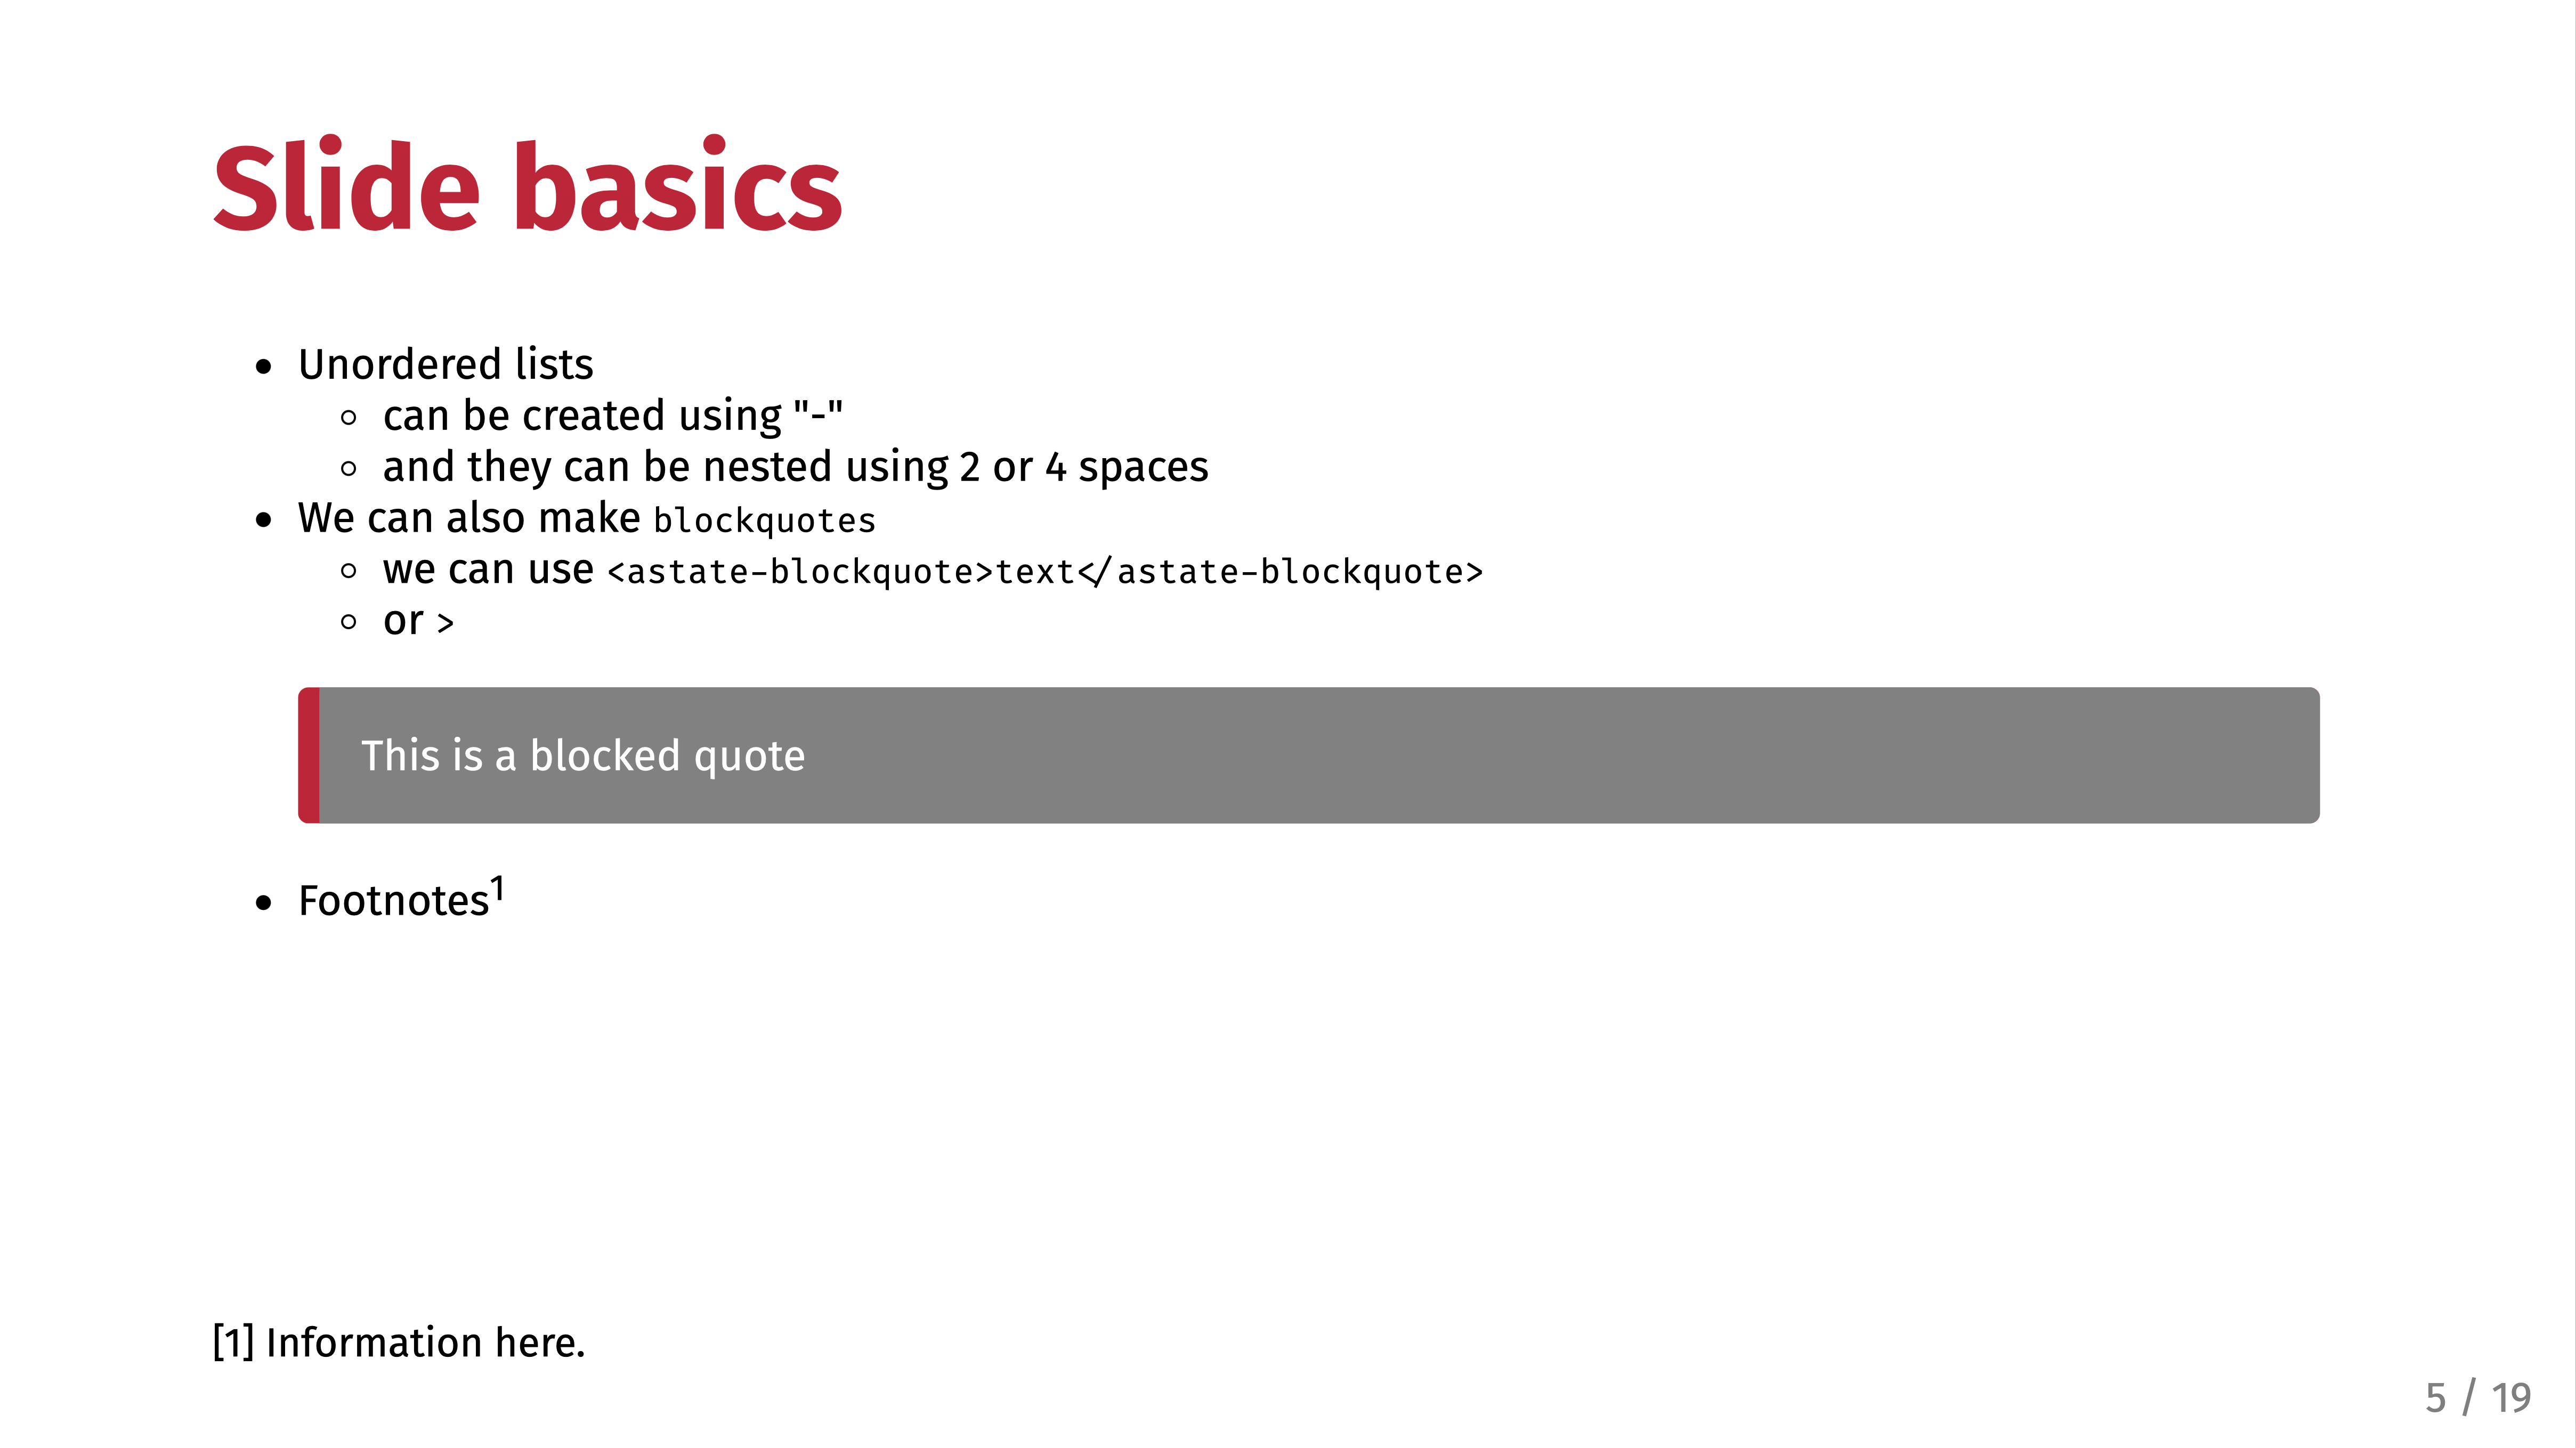 Slide basics
• Unordered lists
◦ can be created using "-"
◦ and they can be nested using 2 or 4 spaces
• We can also make blockquotes
◦ we can use <astate-blockquote>text</astate-blockquote>
◦ or >
This is a blocked quote
• Footnotes¹
[1] Information here.
5 / 19